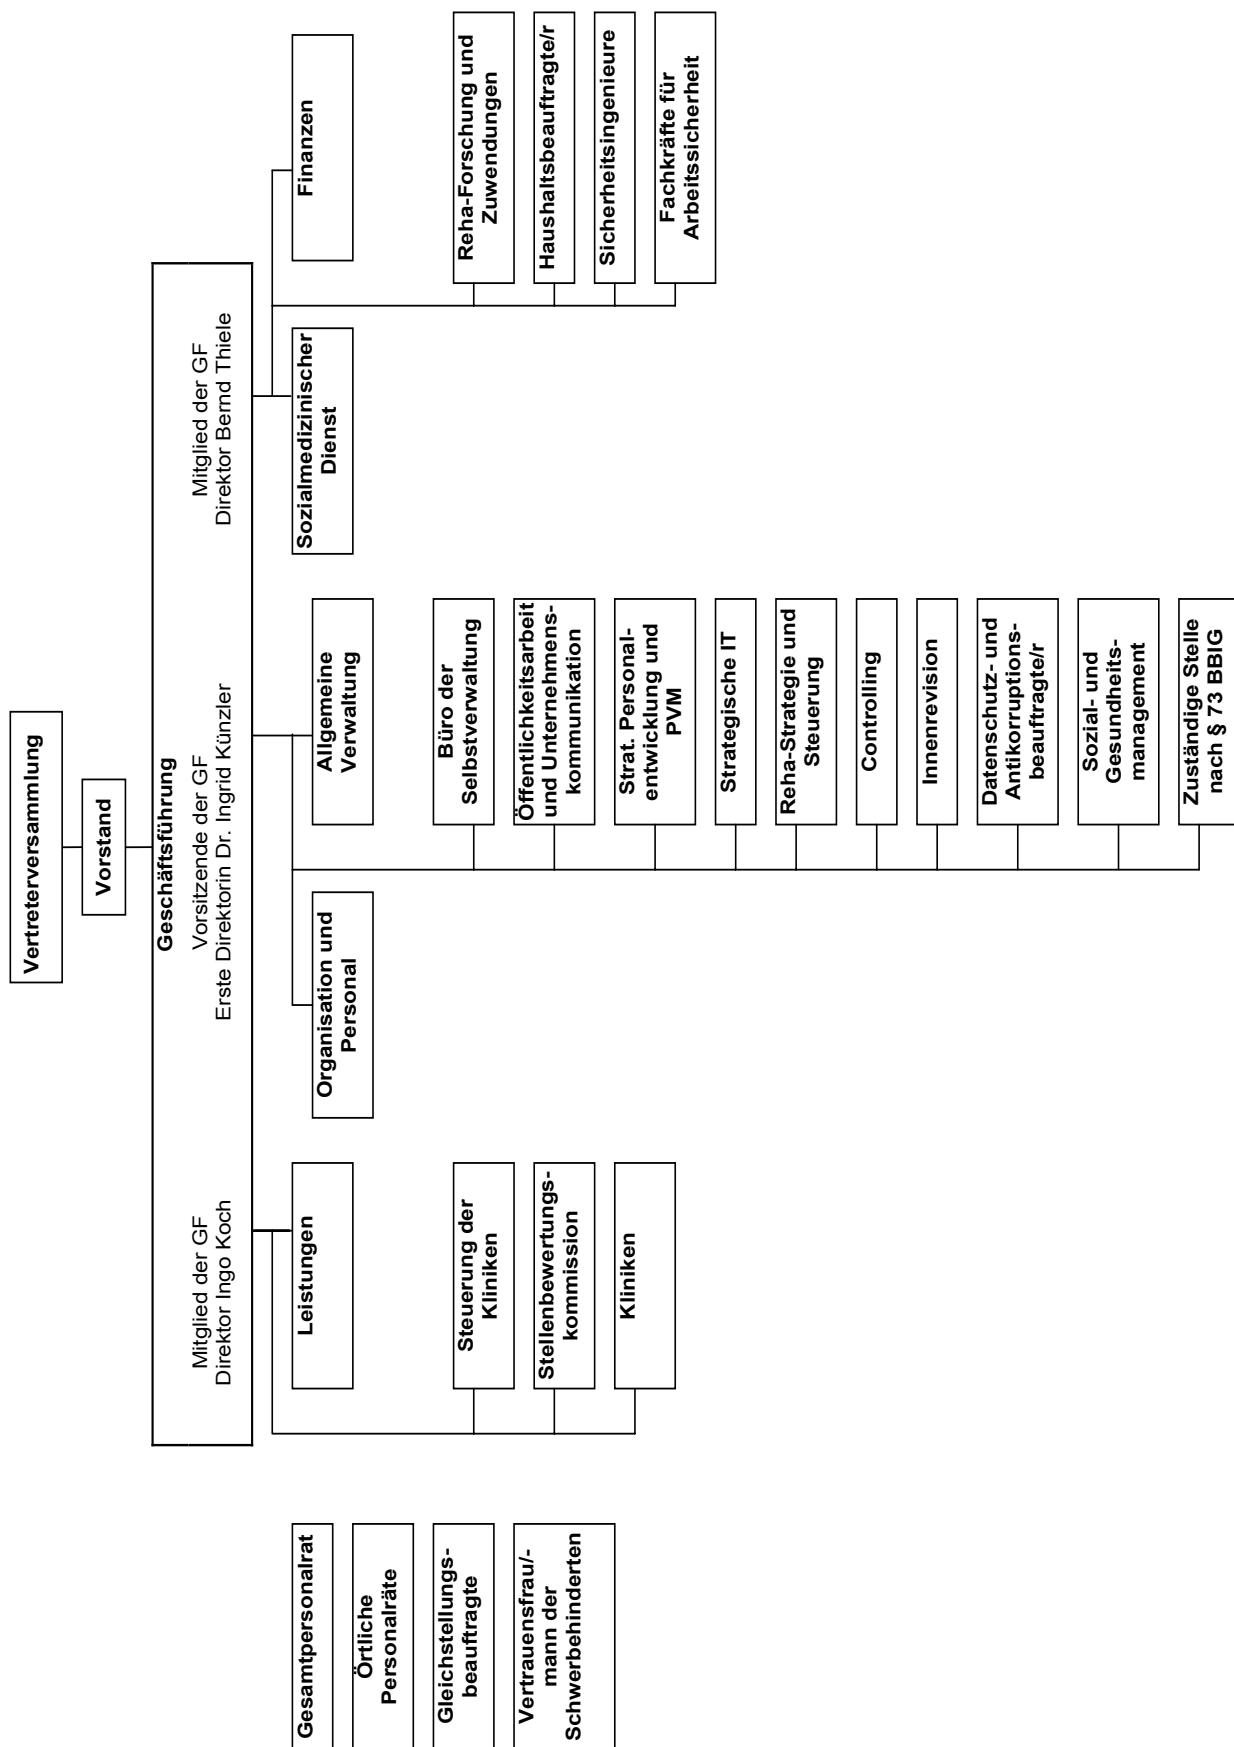 Vertreterversammlung
Vorstand
Geschäftsführung
Mitglied der GF
Direktor Ingo Koch
Vorsitzende der GF
Erste Direktorin Dr. Ingrid Künzler
Mitglied der GF
Direktor Bernd Thiele
Gesamtpersonalrat
Örtliche
Personalräte
Gleichstellungs-
beauftragte
Vertrauensfrau/-
mann der
Schwerbehinderten
Leistungen
Steuerung der
Kliniken
Stellenbewertungs-
kommission
Kliniken
Organisation und
Personal
Allgemeine
Verwaltung
Büro der
Selbstverwaltung
Öffentlichkeitsarbeit
und Unternehmens-
kommunikation
Strat. Personal-
entwicklung und
PVM
Strategische IT
Reha-Strategie und
Steuerung
Controlling
Innenrevision
Datenschutz- und
Antikorruptions-
beauftragte/r
Sozial- und
Gesundheits-
management
Zuständige Stelle
nach § 73 BBIG
Sozialmedizinischer
Dienst
Finanzen
Reha-Forschung und
Zuwendungen
Haushaltsbeauftragte/r
Sicherheitsingenieure
Fachkräfte für
Arbeitssicherheit